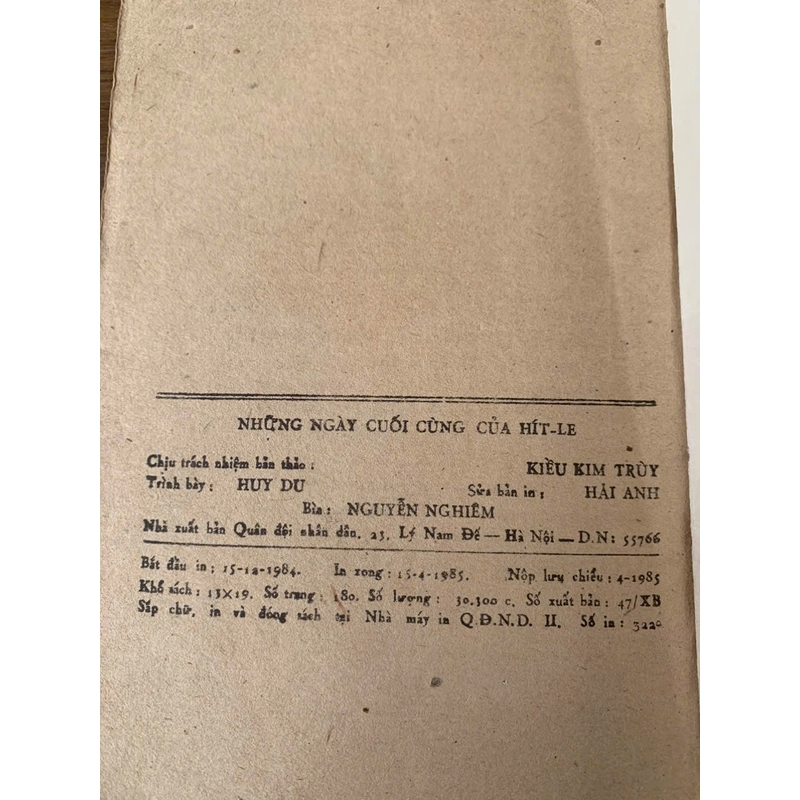 NHỮNG NGÀY CUỐI CÙNG CỦA HÍT-LE
Chịu trách nhiệm bản thảo : KIỀU KIM TRÙY
Trình bày : HUY DU Sửa bản in : HẢI ANH
Bìa : NGUYỄN NGHIÊM
Nhà xuất bản Quân đội nhân dân. 23, Lý Nam Đế — Hà Nội — D.N : 55766
Bắt đầu in : 15-12-1984. In xong : 15-4-1985. Nộp lưu chiều : 4-1985
Khổ sách : 13×19. Số trang : 180. Số lượng : 30.300 c. Số xuất bản : 47/XB
Sắp chữ, in và đóng sách tại Nhà máy in Q.Đ.N.D. II. Số in : 3220